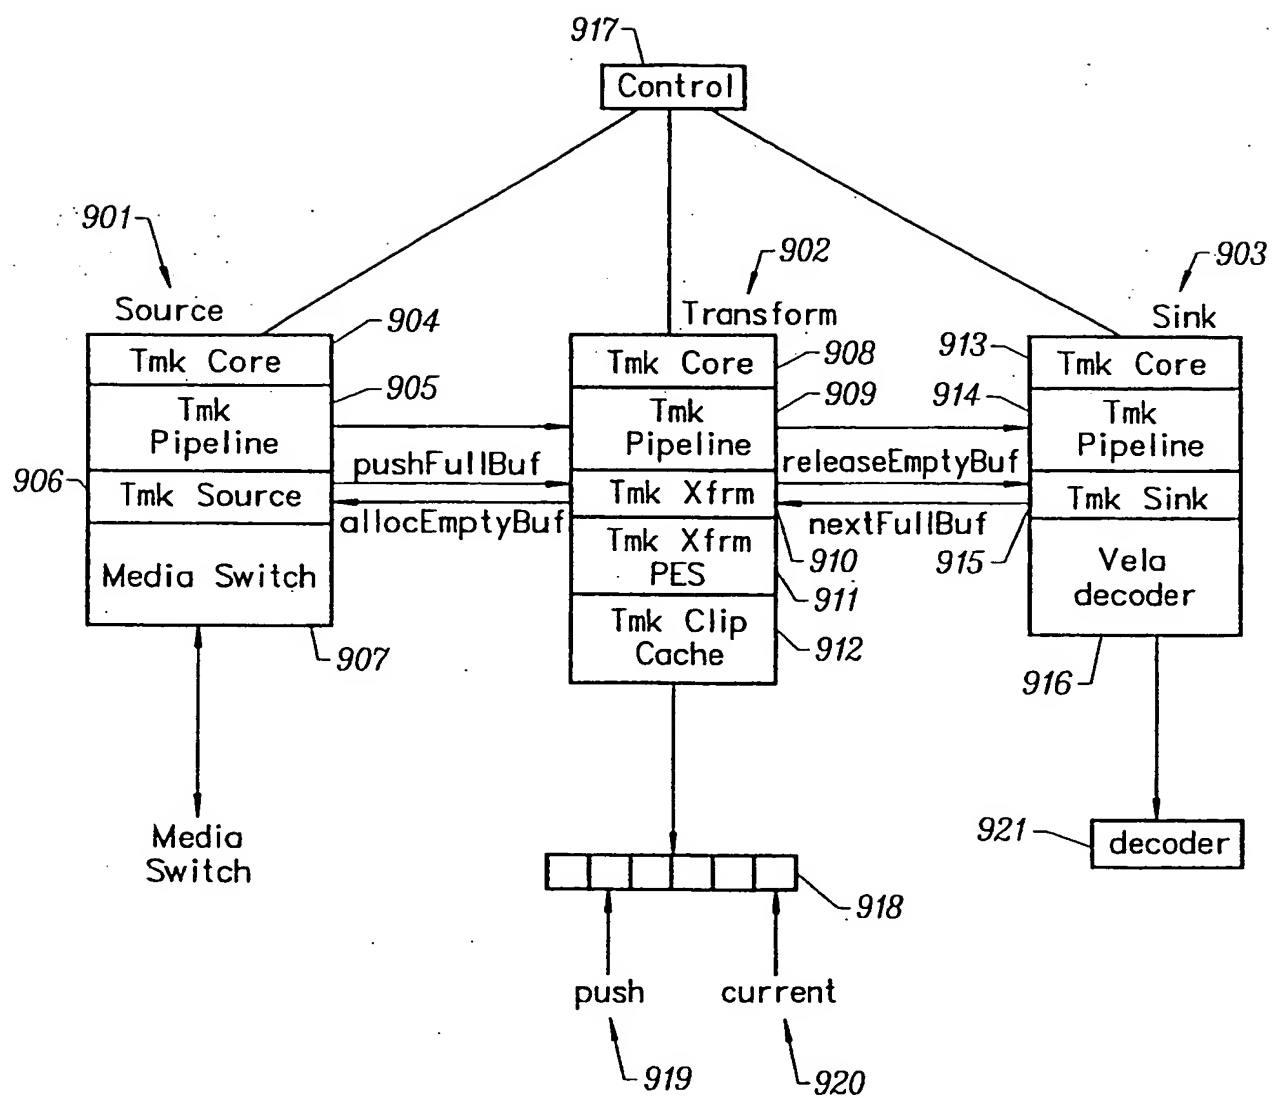 917
Control
901
902
903
Source
Transform
Sink
904
908
913
Tmk Core
Tmk Core
Tmk Core
905
909
914
Tmk
Pipeline
Tmk
Pipeline
Tmk
Pipeline
pushFullBuf
releaseEmptyBuf
906
Tmk Source
Tmk Xfrm
Tmk Sink
allocEmptyBuf
nextFullBuf
910
915
Media Switch
Tmk Xfrm
PES
911
Vela
decoder
Tmk Clip
Cache
912
907
916
Media
Switch
921
decoder
918
push
current
919
920